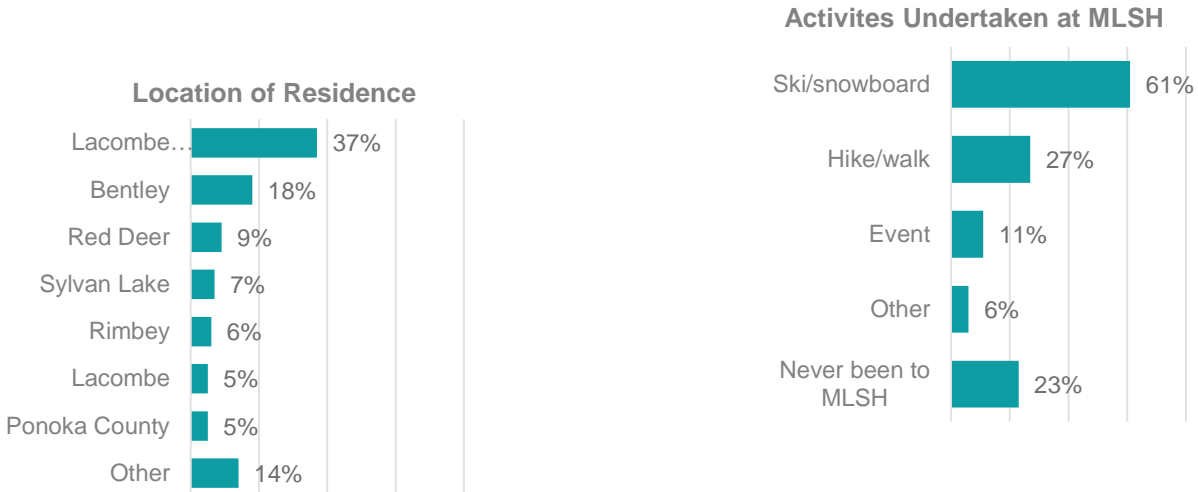 Location of Residence
Lacombe…
37%
Bentley
18%
Red Deer
9%
Sylvan Lake
7%
Rimbey
6%
Lacombe
5%
Ponoka County
5%
Other
14%
Activites Undertaken at MLSH
Ski/snowboard
61%
Hike/walk
27%
Event
11%
Other
6%
Never been to
MLSH
23%